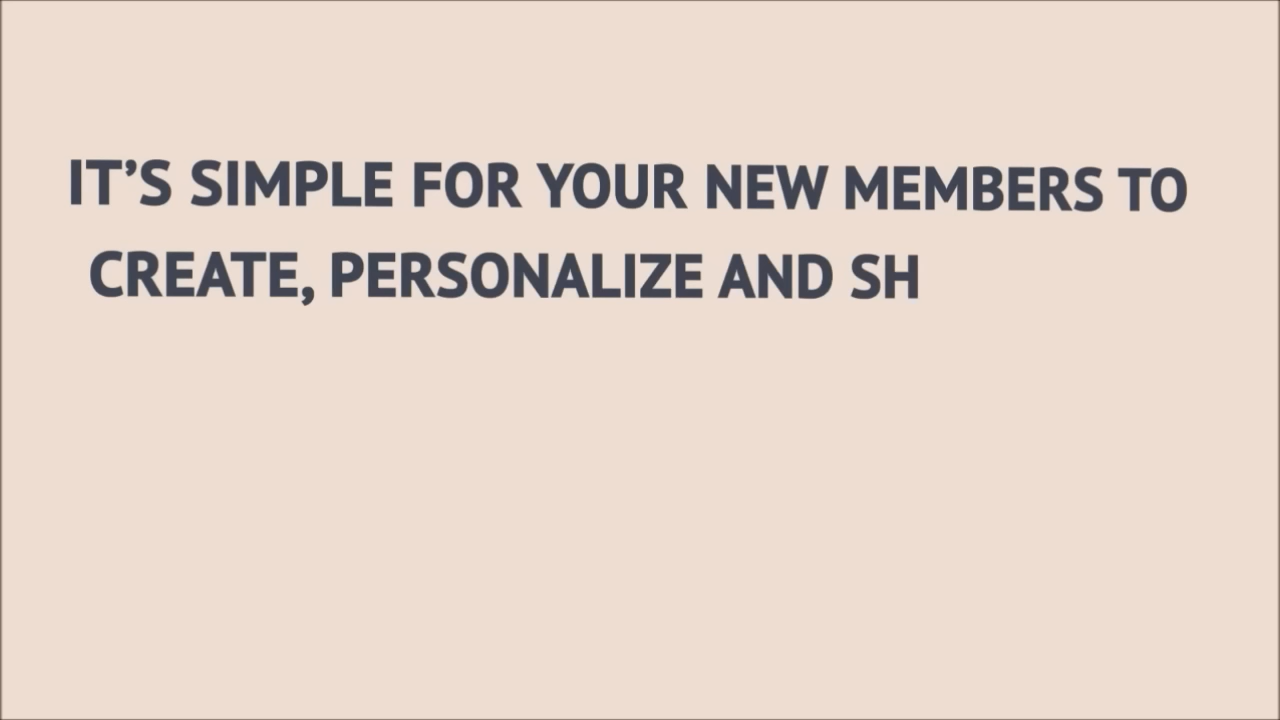 IT’S SIMPLE FOR YOUR NEW MEMBERS TO
CREATE, PERSONALIZE AND SH